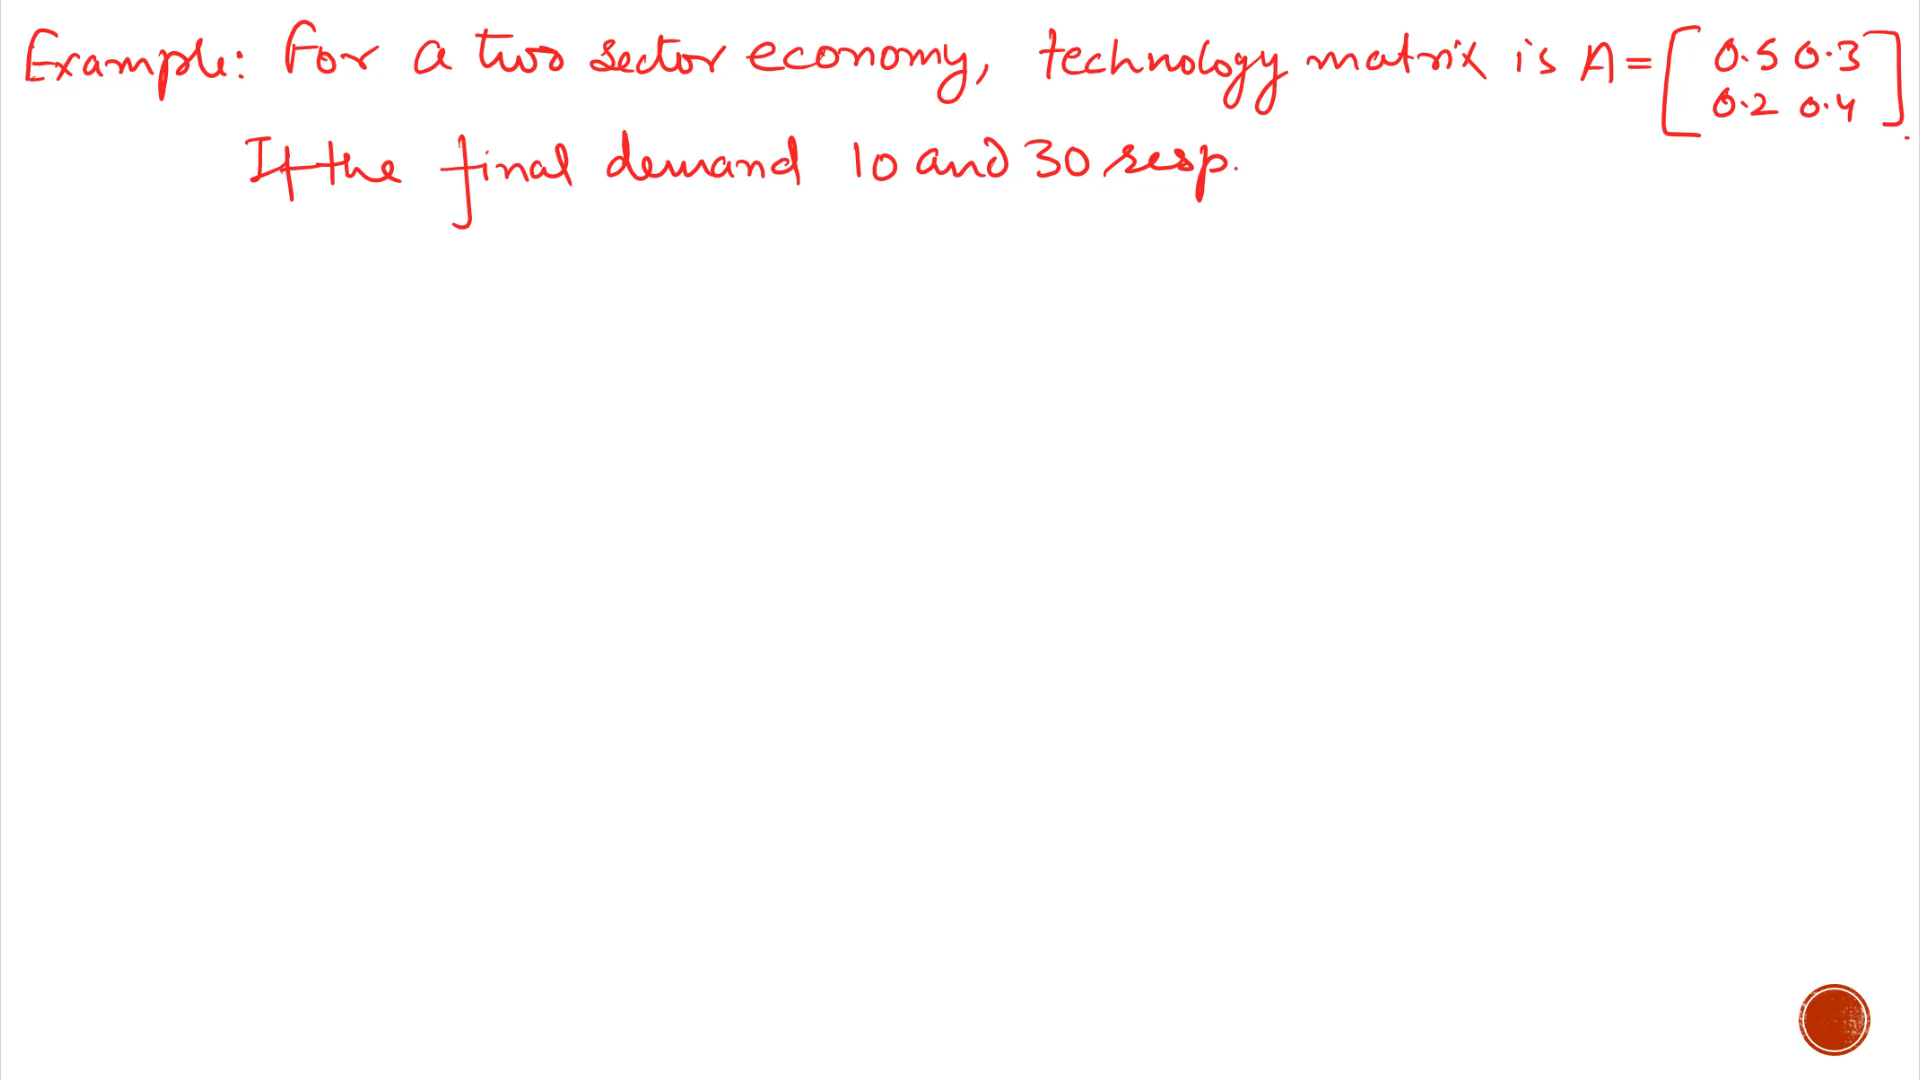 Example: For a two sector economy, technology matrix is A = [ 0.5 0.3
0.2 0.4 ].
If the final demand 10 and 30 resp.